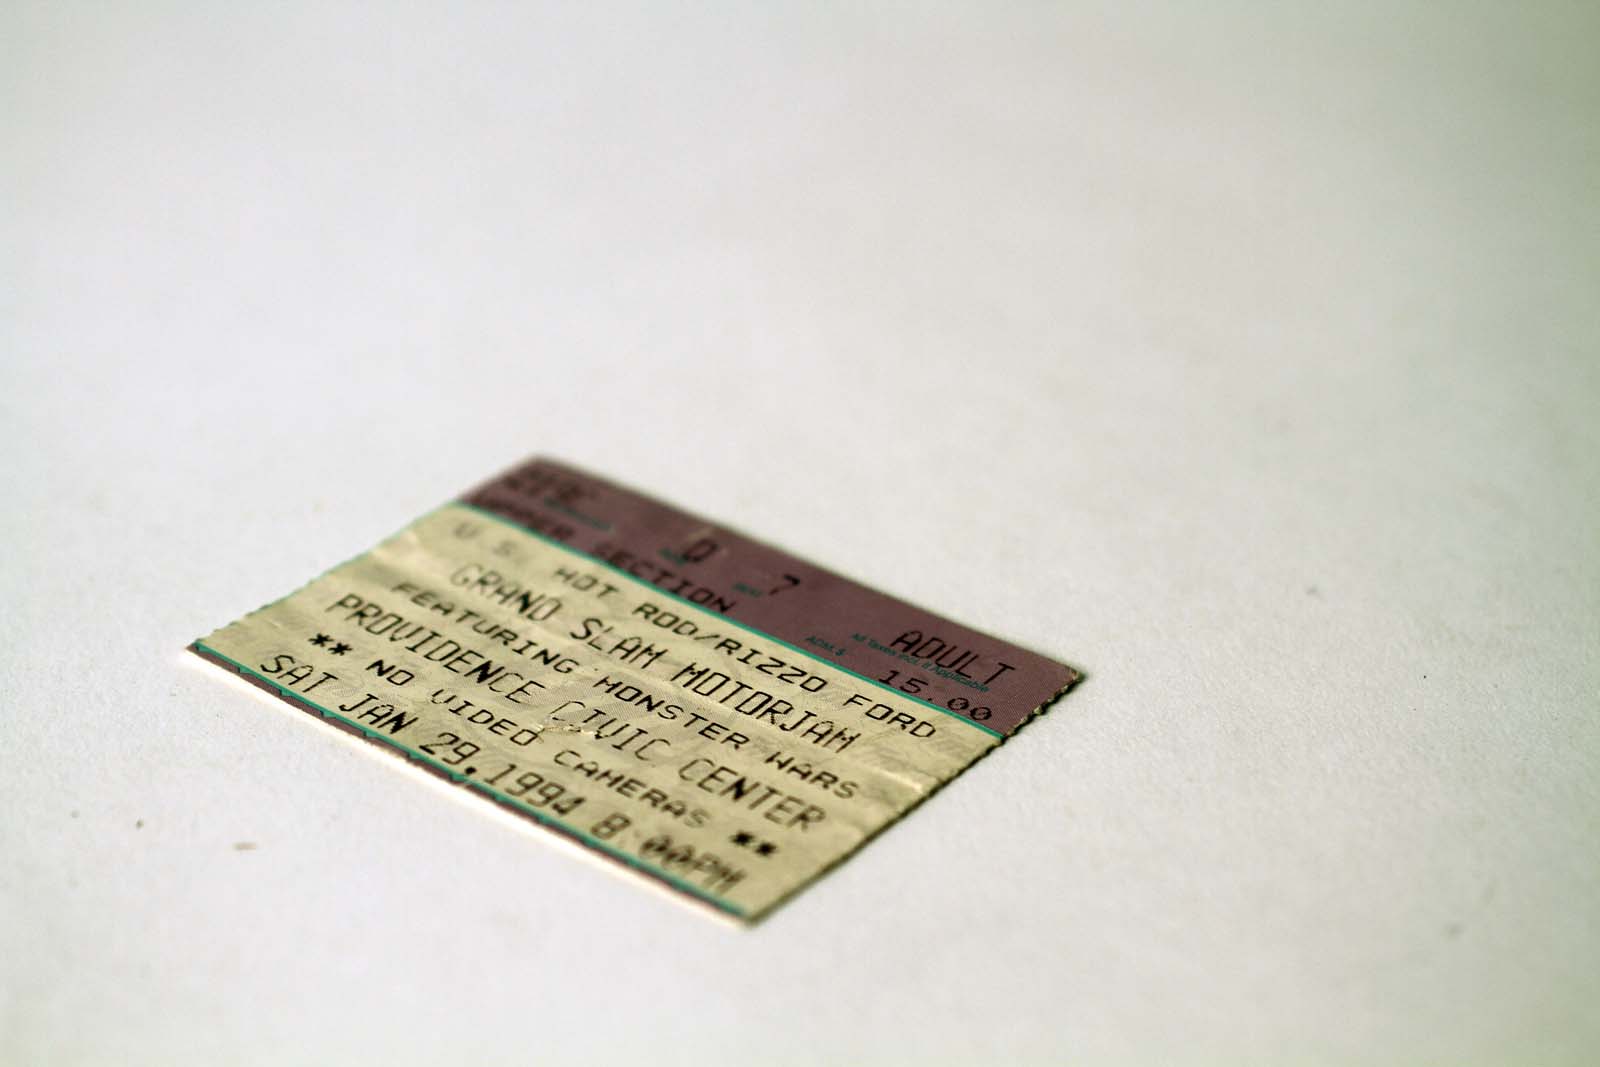 D 7 ADULT
UPPER SECTION ADM.$ All Taxes Incl. If Applicable 15.00
U.S. HOT ROD/RIZZO FORD
GRAND SLAM MOTORJAM
FEATURING MONSTER WARS
PROVIDENCE CIVIC CENTER
** NO VIDEO CAMERAS **
SAT JAN 29,1994 8:00PM